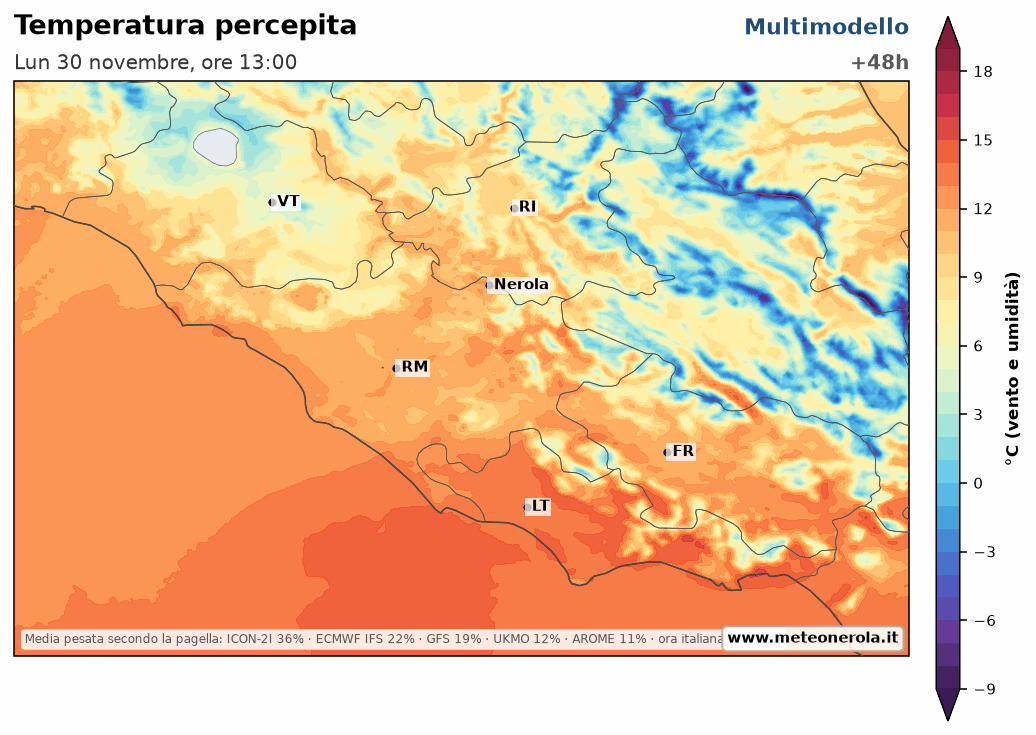 Temperatura percepita
Multimodello
Lun 30 novembre, ore 13:00
+48h
18
15
12
9
6
3
0
−3
−6
−9
°C (vento e umidità)
VT
RI
Nerola
RM
FR
LT
Media pesata secondo la pagella: ICON-2I 36% · ECMWF IFS 22% · GFS 19% · UKMO 12% · AROME 11% · ora italiana
www.meteonerola.it